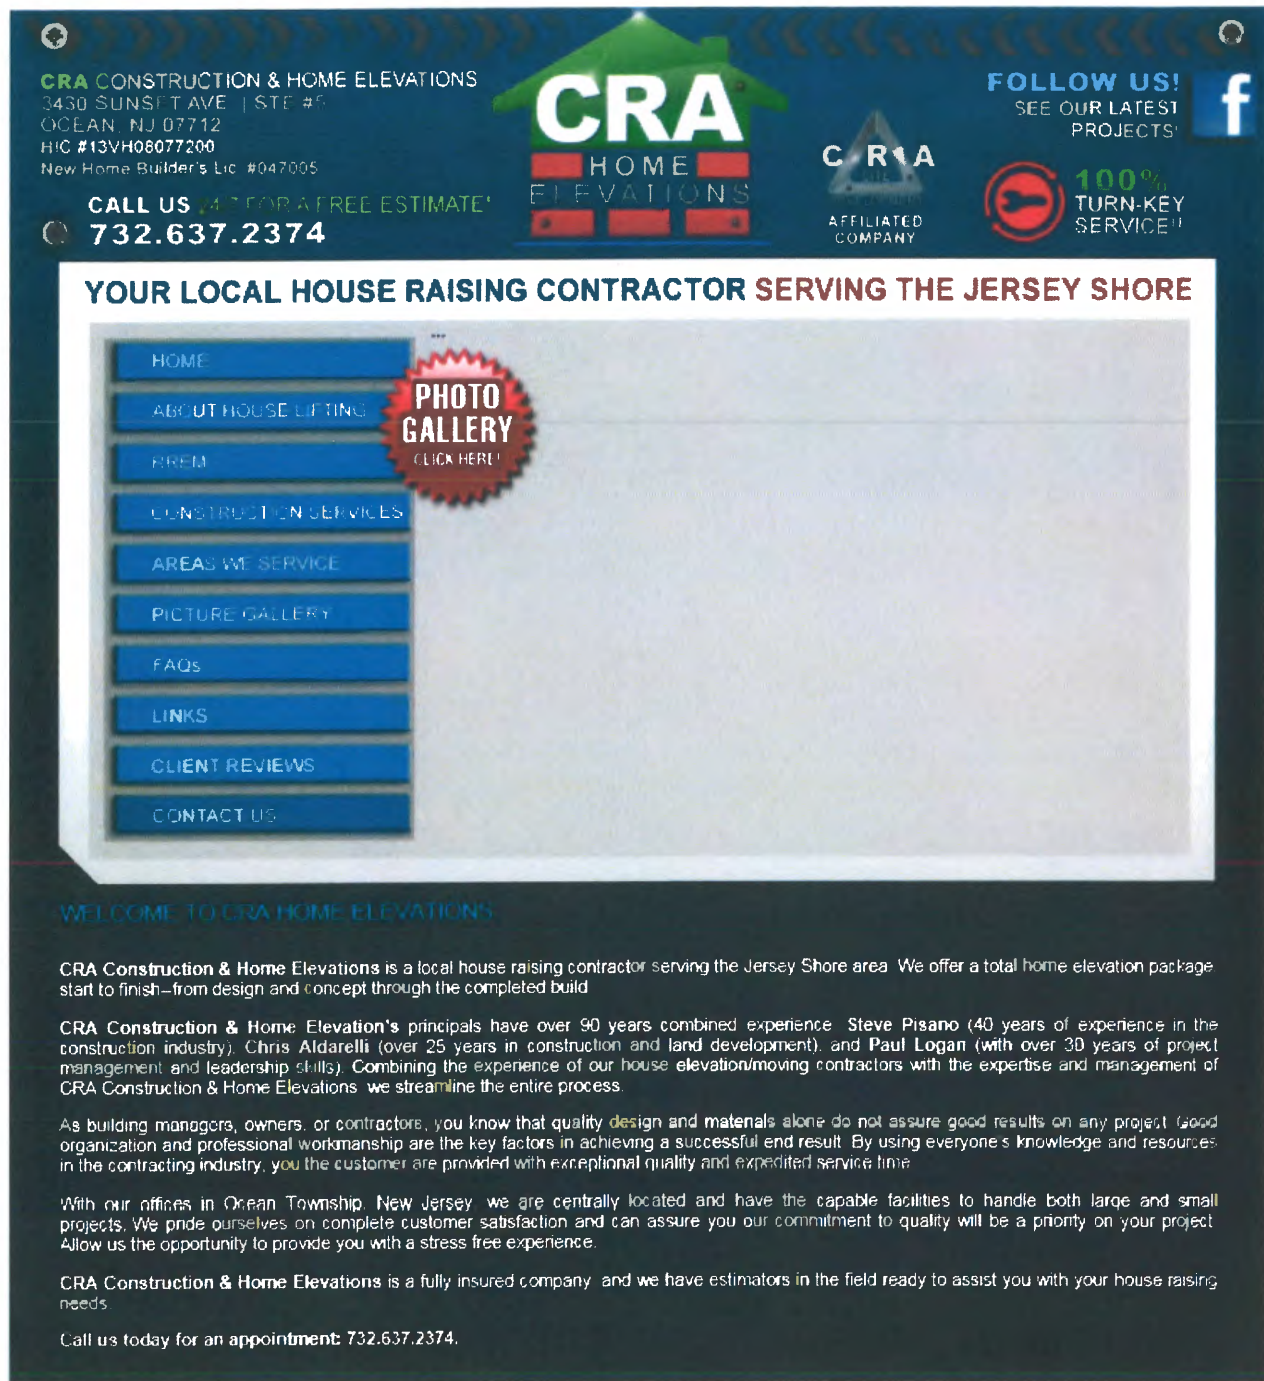 CRA CONSTRUCTION & HOME ELEVATIONS
3430 SUNSET AVE. | STE #5
OCEAN, NJ 07712
HIC #13VH08077200
New Home Builder's Lic. #047005
CALL US 24/7 FOR A FREE ESTIMATE!
732.637.2374
CRA
HOME
ELEVATIONS
CRA
AFFILIATED
COMPANY
FOLLOW US!
SEE OUR LATEST
PROJECTS!
f
100%
TURN-KEY
SERVICE!!
YOUR LOCAL HOUSE RAISING CONTRACTOR SERVING THE JERSEY SHORE
...
HOME
ABOUT HOUSE LIFTING
RREM
CONSTRUCTION SERVICES
AREAS WE SERVICE
PICTURE GALLERY
FAQs
LINKS
CLIENT REVIEWS
CONTACT US
PHOTO
GALLERY
CLICK HERE!
WELCOME TO CRA HOME ELEVATIONS
CRA Construction & Home Elevations is a local house raising contractor serving the Jersey Shore area. We offer a total home elevation package,
start to finish–from design and concept through the completed build.
CRA Construction & Home Elevation's principals have over 90 years combined experience. Steve Pisano (40 years of experience in the
construction industry), Chris Aldarelli (over 25 years in construction and land development), and Paul Logan (with over 30 years of project
management and leadership skills). Combining the experience of our house elevation/moving contractors with the expertise and management of
CRA Construction & Home Elevations, we streamline the entire process.
As building managers, owners, or contractors, you know that quality design and materials alone do not assure good results on any project. Good
organization and professional workmanship are the key factors in achieving a successful end result. By using everyone's knowledge and resources
in the contracting industry, you the customer are provided with exceptional quality and expedited service time.
With our offices in Ocean Township, New Jersey, we are centrally located and have the capable facilities to handle both large and small
projects. We pride ourselves on complete customer satisfaction and can assure you our commitment to quality will be a priority on your project.
Allow us the opportunity to provide you with a stress free experience.
CRA Construction & Home Elevations is a fully insured company, and we have estimators in the field ready to assist you with your house raising
needs.
Call us today for an appointment: 732.637.2374.